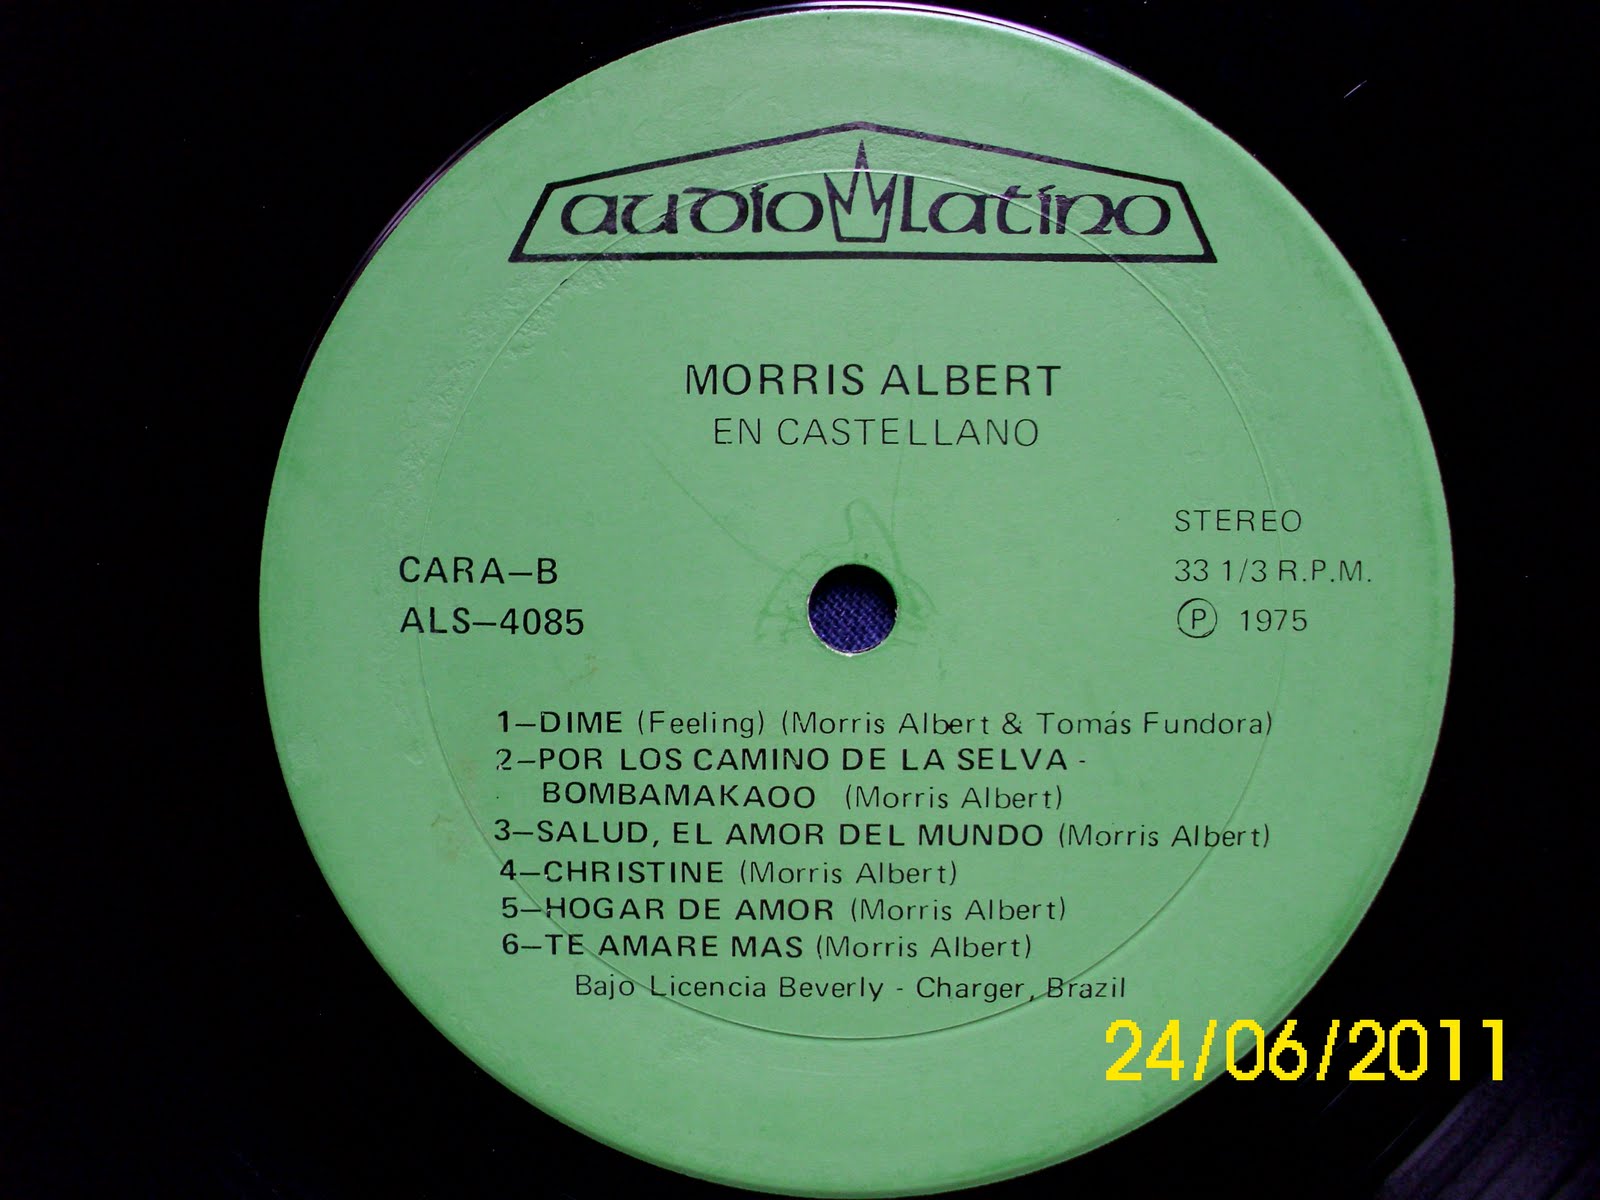 audio Latino
MORRIS ALBERT
EN CASTELLANO
STEREO
CARA–B
33 1/3 R.P.M.
ALS–4085
Ⓟ 1975
1–DIME (Feeling) (Morris Albert & Tomás Fundora)
2–POR LOS CAMINO DE LA SELVA -
BOMBAMAKAOO (Morris Albert)
3–SALUD, EL AMOR DEL MUNDO (Morris Albert)
4–CHRISTINE (Morris Albert)
5–HOGAR DE AMOR (Morris Albert)
6–TE AMARE MAS (Morris Albert)
Bajo Licencia Beverly - Charger, Brazil
24/06/2011